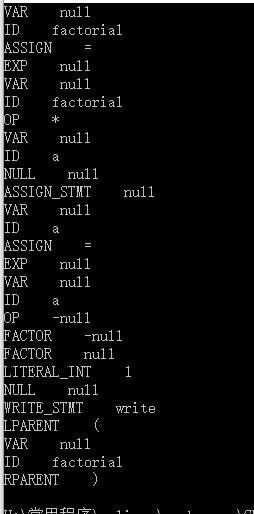 VAR    null
ID    factorial
ASSIGN    =
EXP    null
VAR    null
ID    factorial
OP    *
VAR    null
ID    a
NULL    null
ASSIGN_STMT    null
VAR    null
ID    a
ASSIGN    =
EXP    null
VAR    null
ID    a
OP    -null
FACTOR    -null
FACTOR    null
LITERAL_INT    1
NULL    null
WRITE_STMT    write
LPARENT    (
VAR    null
ID    factorial
RPARENT    )